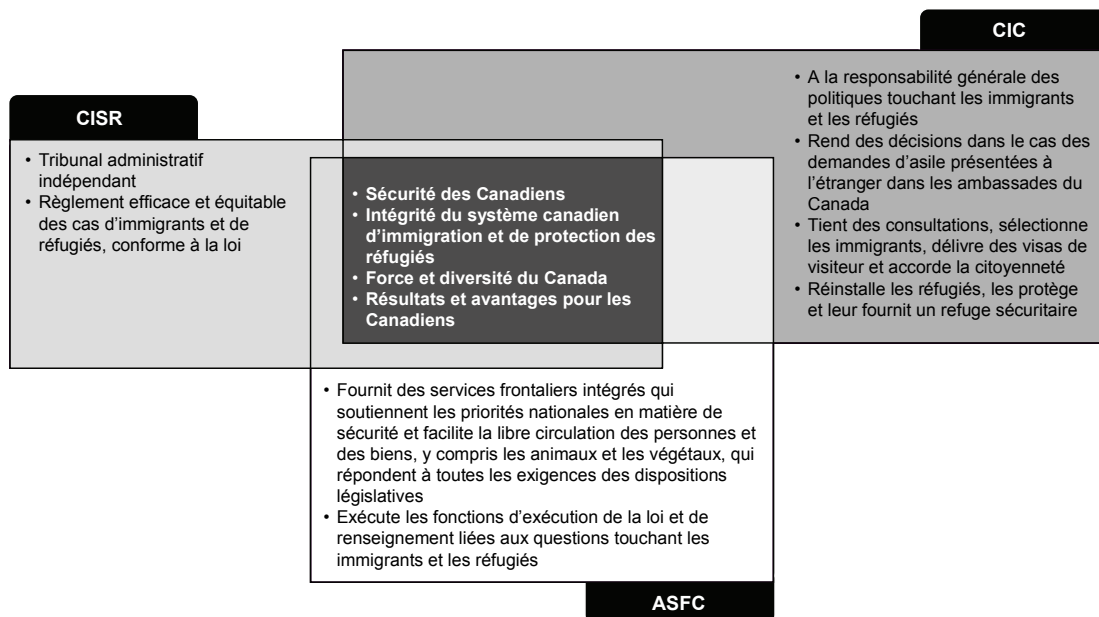 CISR
• Tribunal administratif
indépendant
• Règlement efficace et équitable
des cas d’immigrants et de
réfugiés, conforme à la loi
• Sécurité des Canadiens
• Intégrité du système canadien
d’immigration et de protection des
réfugiés
• Force et diversité du Canada
• Résultats et avantages pour les
Canadiens
CIC
• A la responsabilité générale des
politiques touchant les immigrants
et les réfugiés
• Rend des décisions dans le cas des
demandes d’asile présentées à
l’étranger dans les ambassades du
Canada
• Tient des consultations, sélectionne
les immigrants, délivre des visas de
visiteur et accorde la citoyenneté
• Réinstalle les réfugiés, les protège
et leur fournit un refuge sécuritaire
• Fournit des services frontaliers intégrés qui
soutiennent les priorités nationales en matière de
sécurité et facilite la libre circulation des personnes et
des biens, y compris les animaux et les végétaux, qui
répondent à toutes les exigences des dispositions
législatives
• Exécute les fonctions d’exécution de la loi et de
renseignement liées aux questions touchant les
immigrants et les réfugiés
ASFC